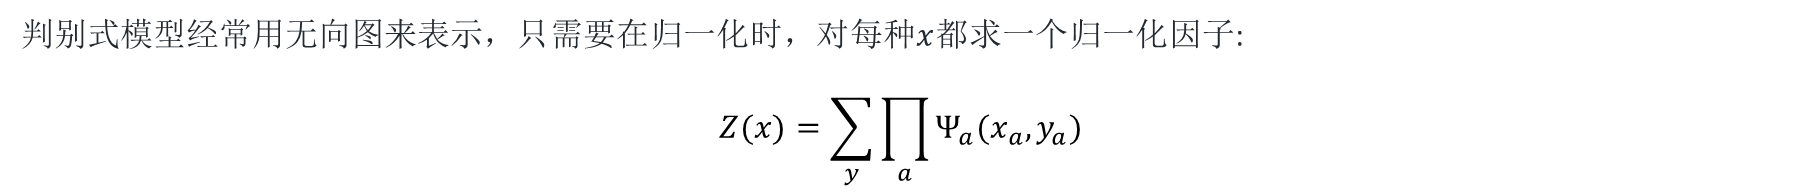 判别式模型经常用无向图来表示，只需要在归一化时，对每种x都求一个归一化因子:
Z(x) = ∑_y ∏_a Ψ_a(x_a, y_a)